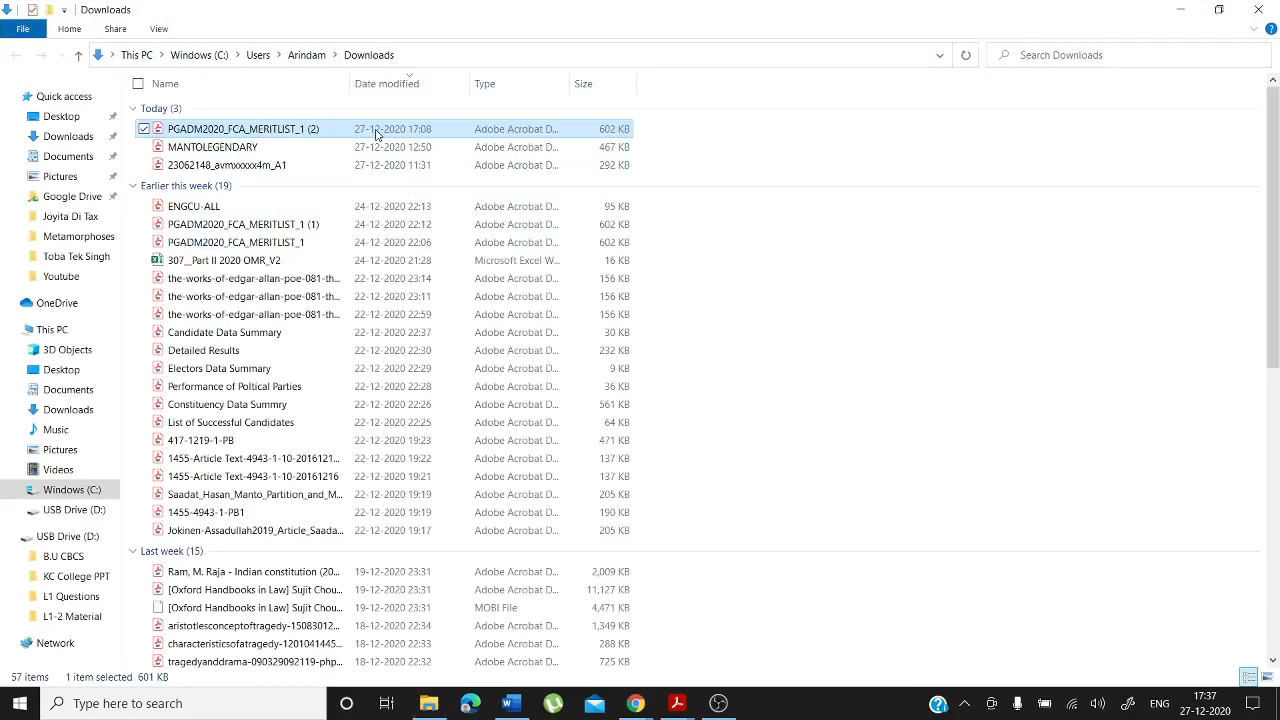 Downloads
File Home Share View
This PC Windows (C:) Users Arindam Downloads Search Downloads
Name Date modified Type Size
Quick access
Desktop
Downloads
Documents
Pictures
Google Drive
Joyita Di Tax
Metamorphoses
Toba Tek Singh
Youtube
OneDrive
This PC
3D Objects
Desktop
Documents
Downloads
Music
Pictures
Videos
Windows (C:)
USB Drive (D:)
USB Drive (D:)
B.U CBCS
KC College PPT
L1 Questions
L1-2 Material
Network
Today (3)
PGADM2020_FCA_MERITLIST_1 (2) 27-12-2020 17:08 Adobe Acrobat D... 602 KB
MANTOLEGENDARY 27-12-2020 12:50 Adobe Acrobat D... 467 KB
23062148_avmxxxxx4m_A1 27-12-2020 11:31 Adobe Acrobat D... 292 KB
Earlier this week (19)
ENGCU-ALL 24-12-2020 22:13 Adobe Acrobat D... 95 KB
PGADM2020_FCA_MERITLIST_1 (1) 24-12-2020 22:12 Adobe Acrobat D... 602 KB
PGADM2020_FCA_MERITLIST_1 24-12-2020 22:06 Adobe Acrobat D... 602 KB
307__Part II 2020 OMR_V2 24-12-2020 21:28 Microsoft Excel W... 16 KB
the-works-of-edgar-allan-poe-081-th... 22-12-2020 23:14 Adobe Acrobat D... 156 KB
the-works-of-edgar-allan-poe-081-th... 22-12-2020 23:11 Adobe Acrobat D... 156 KB
the-works-of-edgar-allan-poe-081-th... 22-12-2020 22:59 Adobe Acrobat D... 156 KB
Candidate Data Summary 22-12-2020 22:37 Adobe Acrobat D... 30 KB
Detailed Results 22-12-2020 22:30 Adobe Acrobat D... 232 KB
Electors Data Summary 22-12-2020 22:29 Adobe Acrobat D... 9 KB
Performance of Poltical Parties 22-12-2020 22:28 Adobe Acrobat D... 36 KB
Constituency Data Summry 22-12-2020 22:26 Adobe Acrobat D... 561 KB
List of Successful Candidates 22-12-2020 22:25 Adobe Acrobat D... 64 KB
417-1219-1-PB 22-12-2020 19:23 Adobe Acrobat D... 471 KB
1455-Article Text-4943-1-10-2016121... 22-12-2020 19:22 Adobe Acrobat D... 137 KB
1455-Article Text-4943-1-10-20161216 22-12-2020 19:21 Adobe Acrobat D... 137 KB
Saadat_Hasan_Manto_Partition_and_M... 22-12-2020 19:19 Adobe Acrobat D... 205 KB
1455-4943-1-PB1 22-12-2020 19:19 Adobe Acrobat D... 190 KB
Jokinen-Assadullah2019_Article_Saada... 22-12-2020 19:17 Adobe Acrobat D... 205 KB
Last week (15)
Ram, M. Raja - Indian constitution (20... 19-12-2020 23:31 Adobe Acrobat D... 2,009 KB
[Oxford Handbooks in Law] Sujit Chou... 19-12-2020 23:31 Adobe Acrobat D... 11,127 KB
[Oxford Handbooks in Law] Sujit Chou... 19-12-2020 23:31 MOBI File 4,471 KB
aristotlesconceptoftragedy-15083012... 18-12-2020 22:34 Adobe Acrobat D... 1,349 KB
characteristicsofatragedy-1201041445... 18-12-2020 22:33 Adobe Acrobat D... 288 KB
tragedyanddrama-090329092119-php... 18-12-2020 22:32 Adobe Acrobat D... 725 KB
57 items 1 item selected 601 KB
Type here to search
ENG
17:37
27-12-2020